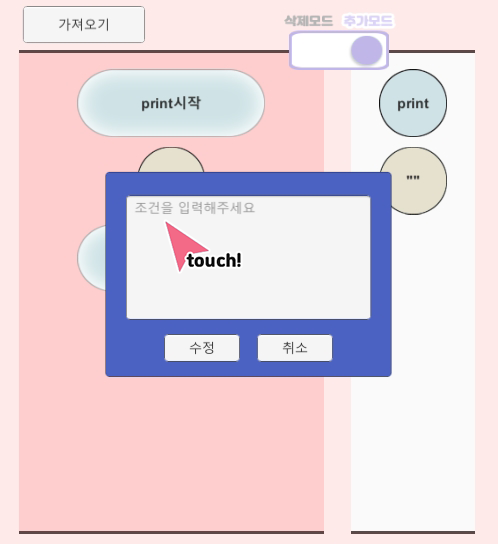 가져오기
삭제모드 추가모드
print시작
print
""
조건을 입력해주세요
touch!
수정
취소